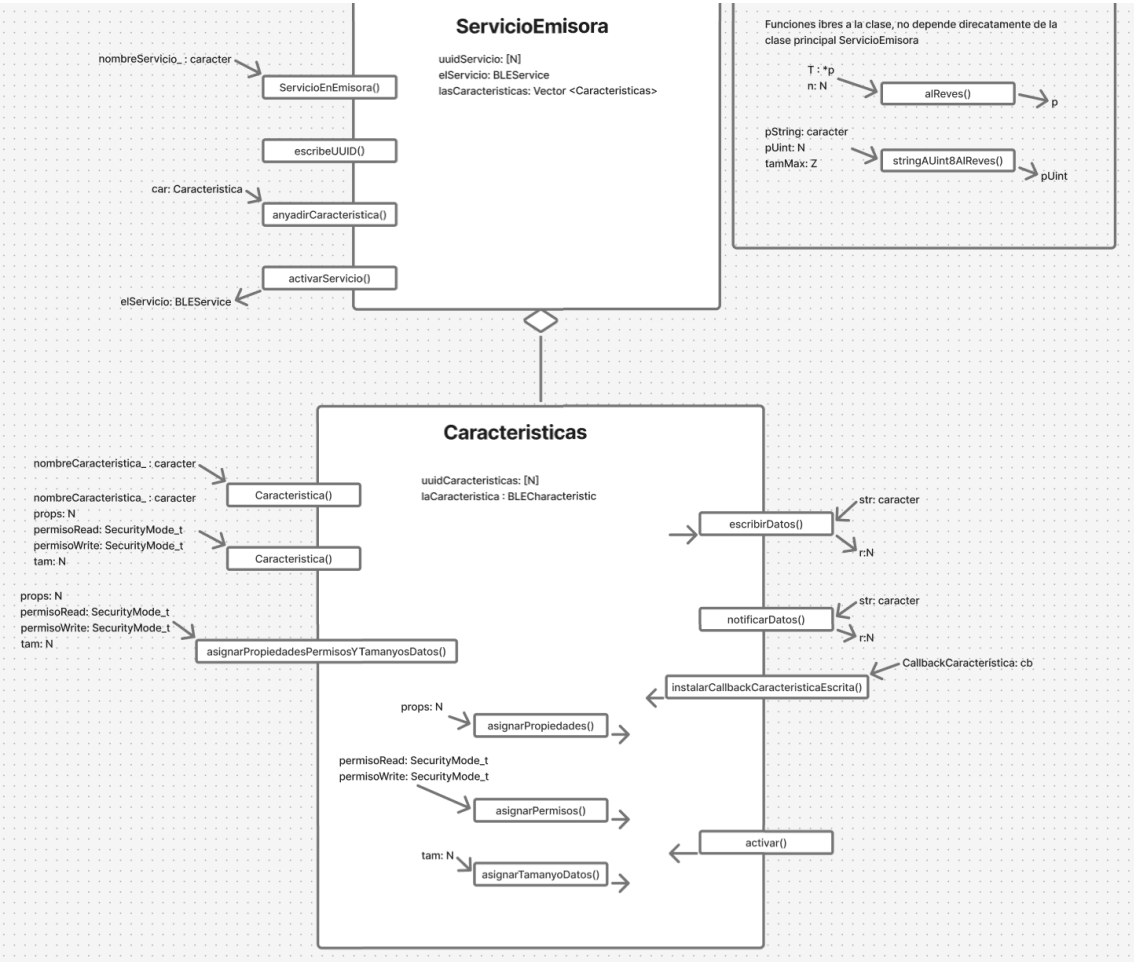 ServicioEmisora
uuidServicio: [N]
elServicio: BLEService
lasCaracteristicas: Vector <Caracteristicas>
nombreServicio_ : caracter
ServicioEnEmisora()
escribeUUID()
car: Caracteristica
anyadirCaracteristica()
activarServicio()
elServicio: BLEService
Funciones ibres a la clase, no depende direcatamente de la
clase principal ServicioEmisora
T : *p
n: N
alReves()
p
pString: caracter
pUint: N
tamMax: Z
stringAUint8AlReves()
pUint
Caracteristicas
uuidCaracteristicas: [N]
laCaracteristica : BLECharacteristic
nombreCaracteristica_ : caracter
Caracteristica()
nombreCaracteristica_ : caracter
props: N
permisoRead: SecurityMode_t
permisoWrite: SecurityMode_t
tam: N
Caracteristica()
props: N
permisoRead: SecurityMode_t
permisoWrite: SecurityMode_t
tam: N
asignarPropiedadesPermisosYTamanyosDatos()
props: N
asignarPropiedades()
permisoRead: SecurityMode_t
permisoWrite: SecurityMode_t
asignarPermisos()
tam: N
asignarTamanyoDatos()
str: caracter
escribirDatos()
r:N
str: caracter
notificarDatos()
r:N
CallbackCaracteristica: cb
instalarCallbackCaracteristicaEscrita()
activar()